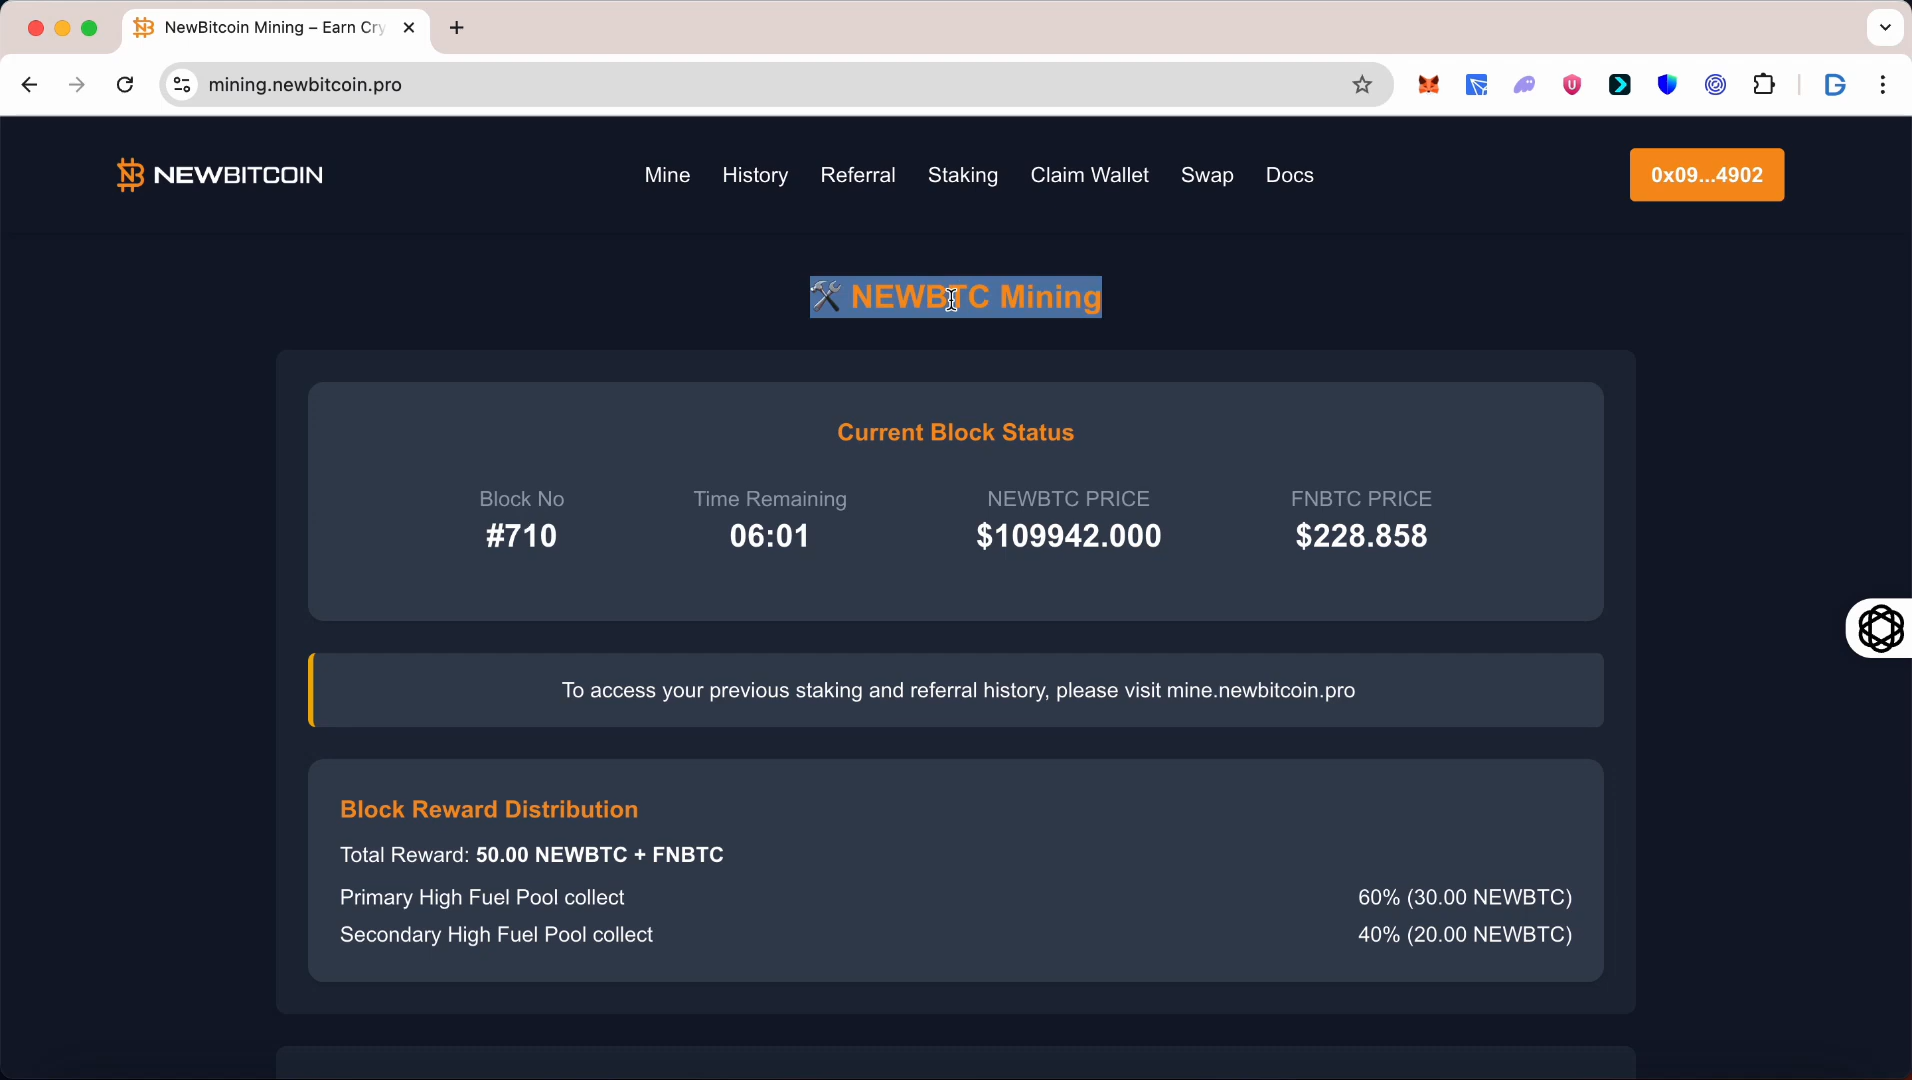 NewBitcoin Mining – Earn Cry
mining.newbitcoin.pro
NEWBITCOIN
Mine History Referral Staking Claim Wallet Swap Docs
0x09...4902
🛠 NEWBTC Mining
Current Block Status
Block No Time Remaining NEWBTC PRICE FNBTC PRICE
#710 06:01 $109942.000 $228.858
To access your previous staking and referral history, please visit mine.newbitcoin.pro
Block Reward Distribution
Total Reward: 50.00 NEWBTC + FNBTC
Primary High Fuel Pool collect 60% (30.00 NEWBTC)
Secondary High Fuel Pool collect 40% (20.00 NEWBTC)